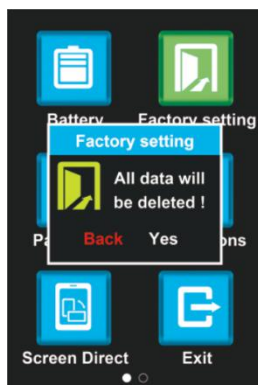 Battery Factory setting
Factory setting
All data will
be deleted !
Back Yes
Screen Direct Exit